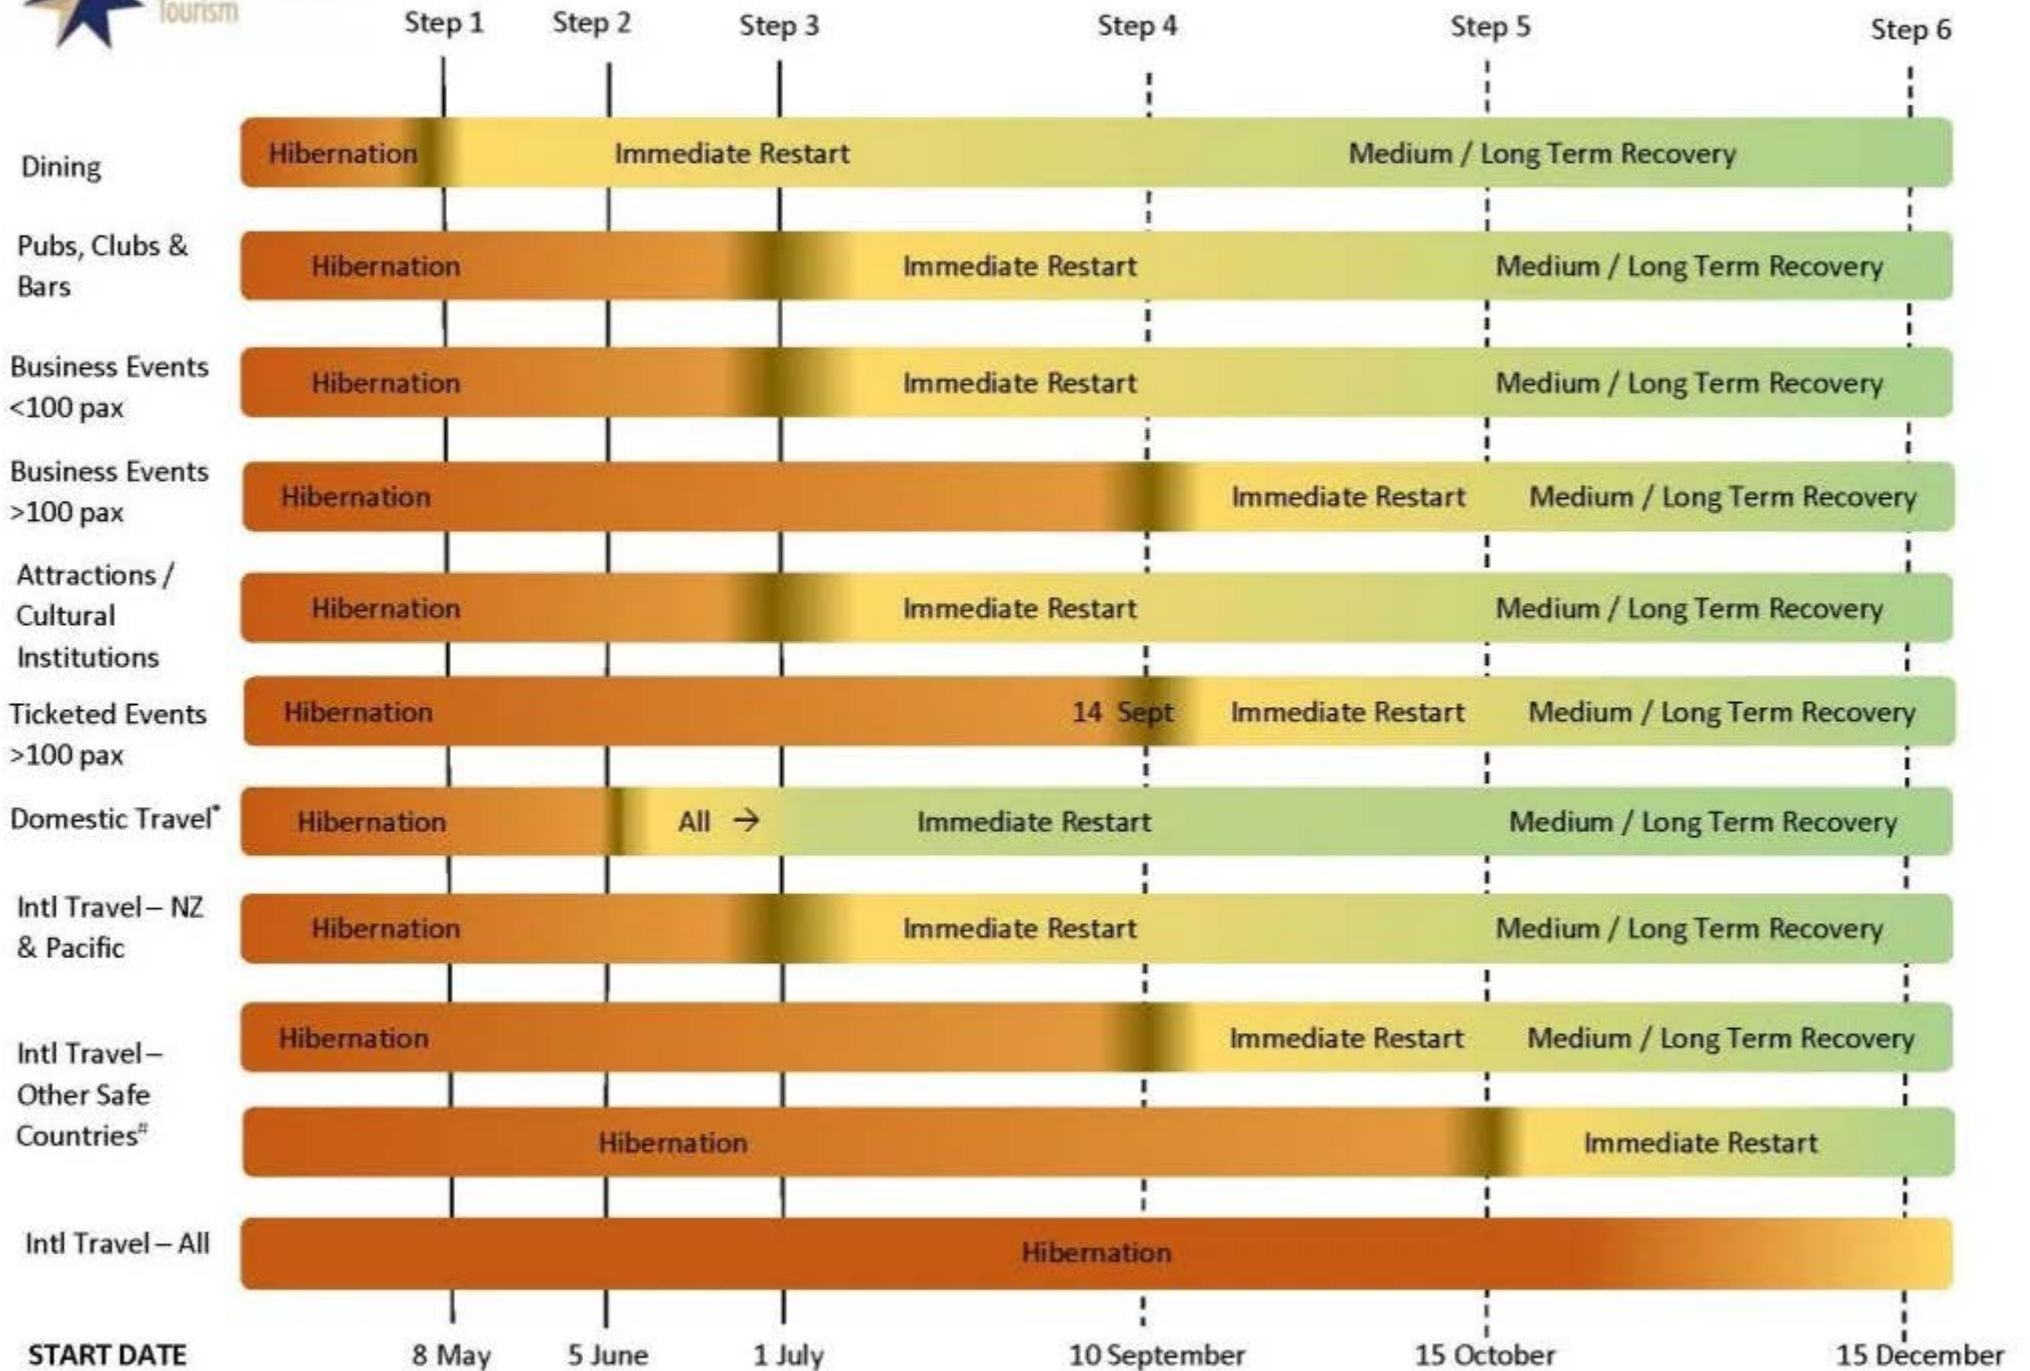 Tourism
Step 1 Step 2 Step 3 Step 4 Step 5 Step 6
Dining
Hibernation Immediate Restart Medium / Long Term Recovery
Pubs, Clubs &
Bars
Hibernation Immediate Restart Medium / Long Term Recovery
Business Events
<100 pax
Hibernation Immediate Restart Medium / Long Term Recovery
Business Events
>100 pax
Hibernation Immediate Restart Medium / Long Term Recovery
Attractions /
Cultural
Institutions
Hibernation Immediate Restart Medium / Long Term Recovery
Ticketed Events
>100 pax
Hibernation 14 Sept Immediate Restart Medium / Long Term Recovery
Domestic Travel*
Hibernation All → Immediate Restart Medium / Long Term Recovery
Intl Travel – NZ
& Pacific
Hibernation Immediate Restart Medium / Long Term Recovery
Intl Travel –
Other Safe
Countries#
Hibernation Immediate Restart Medium / Long Term Recovery
Hibernation Immediate Restart
Intl Travel – All
Hibernation
START DATE 8 May 5 June 1 July 10 September 15 October 15 December